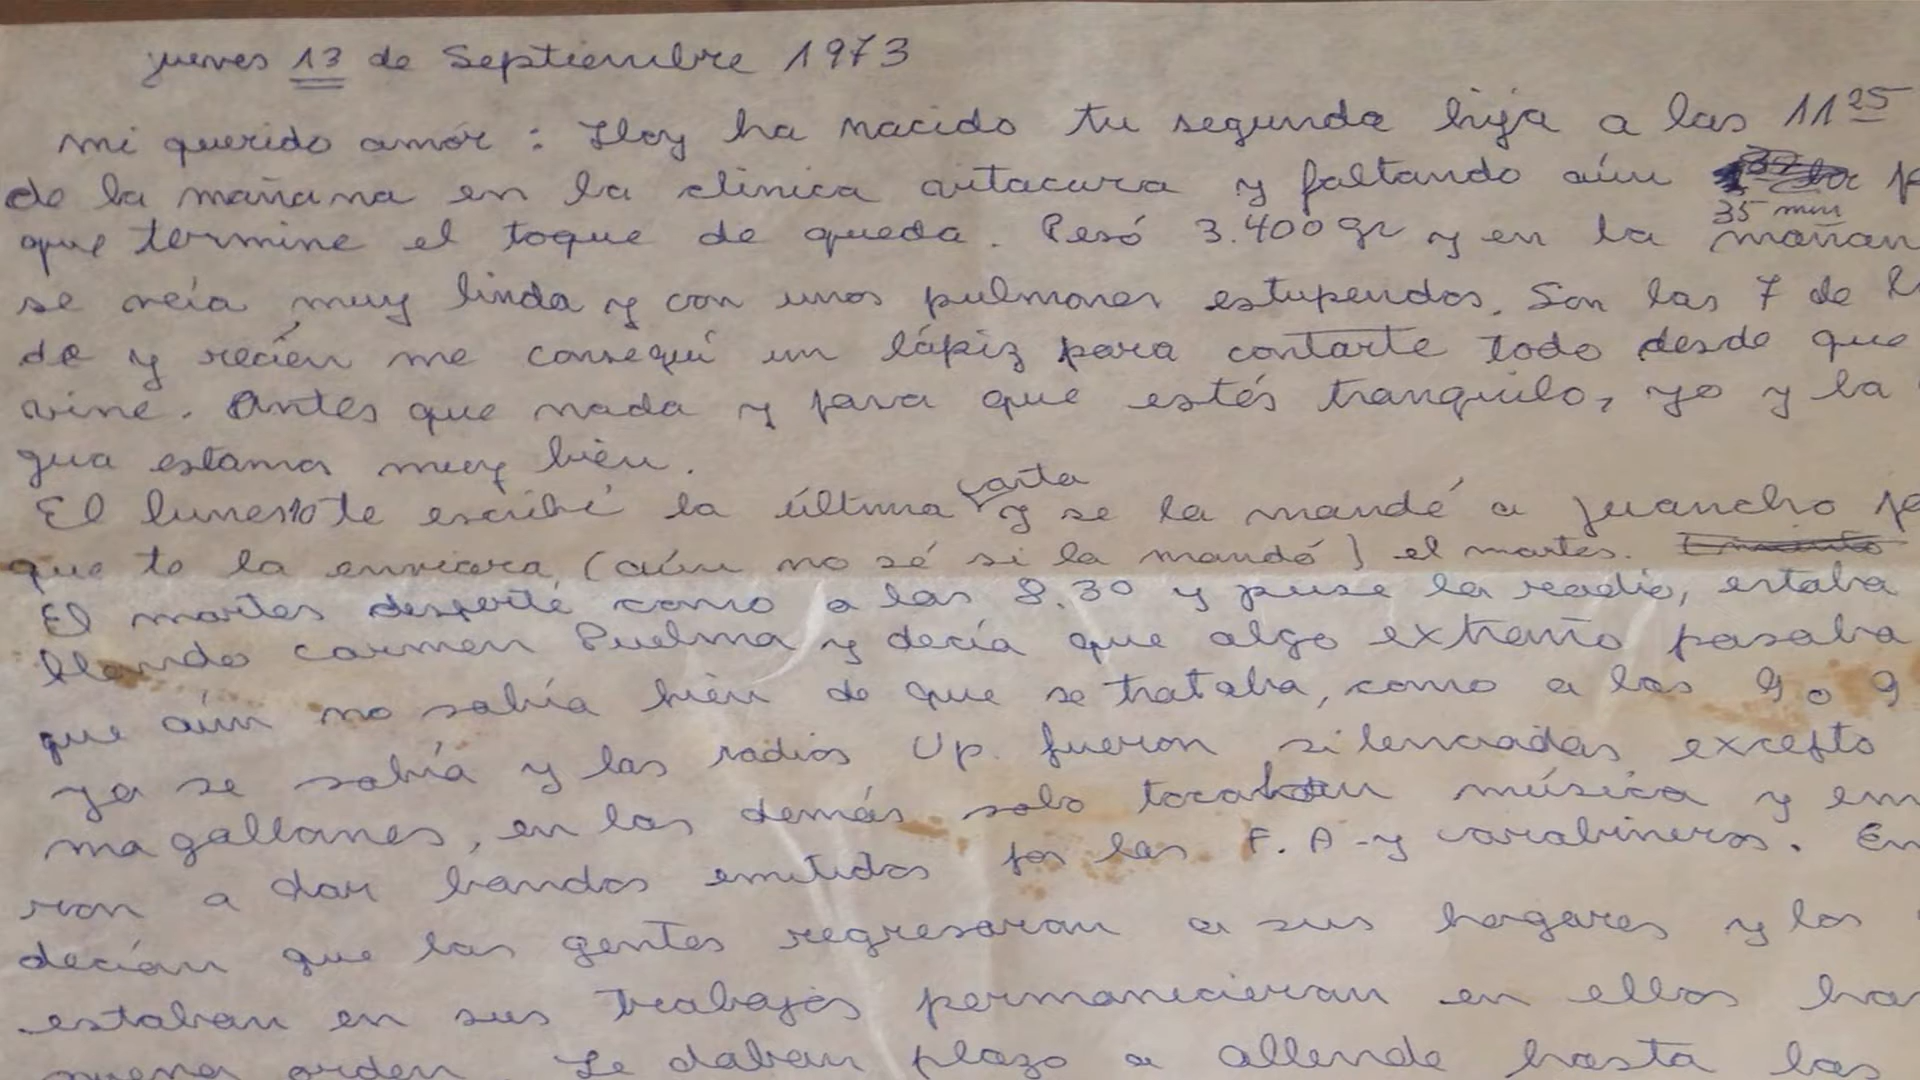 jueves 13 de Septiembre 1973
mi querido amor : Hoy ha nacido tu segunda hija a las 11 25
de la mañana en la clinica vitacura y faltando aún
35 min
que termine el toque de queda. Pesó 3.400 gr y en la mañan
se veía muy linda y con unos pulmones estupendos. Son las 7 de
de y recién me conseguí un lápiz para contarte todo desde que
vine. Antes que nada y para que estés tranquilo, yo y la
gua estamos muy bien.
carta
El lunes 10 te escribí la última y se la mandé a Juancho
que te la enviara (aún no sé si la mandó) el martes.
El martes desperté como a las 8.30 y puse la radio, estaba
blando carmen Puelma y decía que algo extraño pasaba
que aún no sabía bien de que se trataba, como a las 9 o 9
ya se sabía y las radios Up. fueron silenciadas excepto
magallanes, en las demás solo tocaban música y em
ron a dar bandos emitidos por las F. A - y carabineros. En
decían que las gentes regresaran a sus hogares y los
estaban en sus trabajos permanecieran en ellos ha
nueva orden. Le daban plazo a allende hasta las